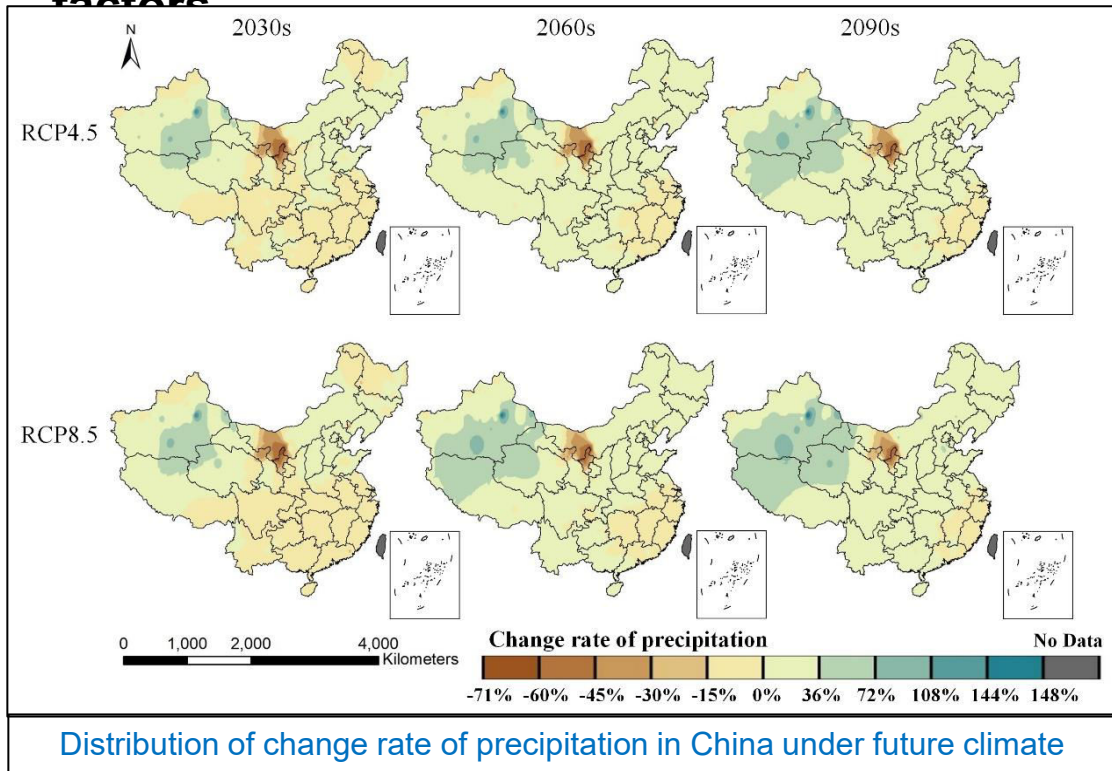 factors
2030s 2060s 2090s
N
RCP4.5
RCP8.5
0 1,000 2,000 4,000
Kilometers
Change rate of precipitation No Data
-71% -60% -45% -30% -15% 0% 36% 72% 108% 144% 148%
Distribution of change rate of precipitation in China under future climate